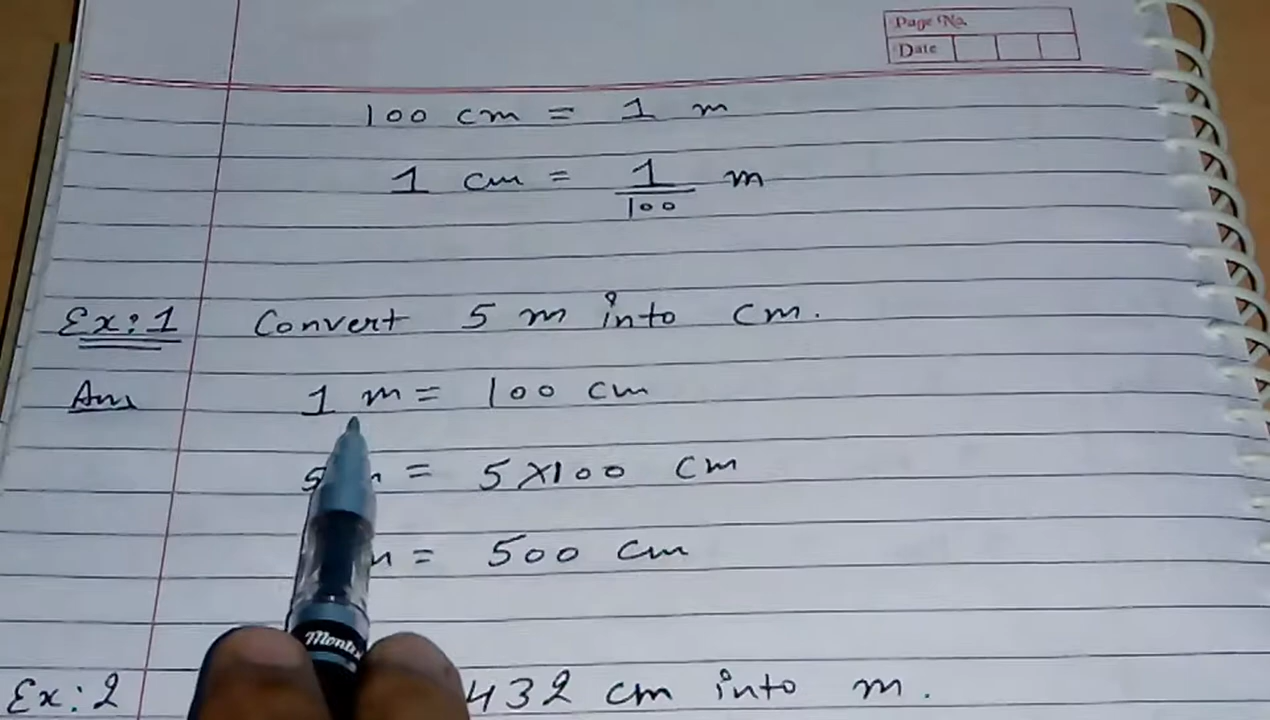 Page No.
Date
100 cm = 1 m
1 cm = 1/100 m
Ex:1 Convert 5 m into cm.
Ans 1 m = 100 cm
5 = 5×100 cm
= 500 cm
Montex
Ex:2 432 cm into m.